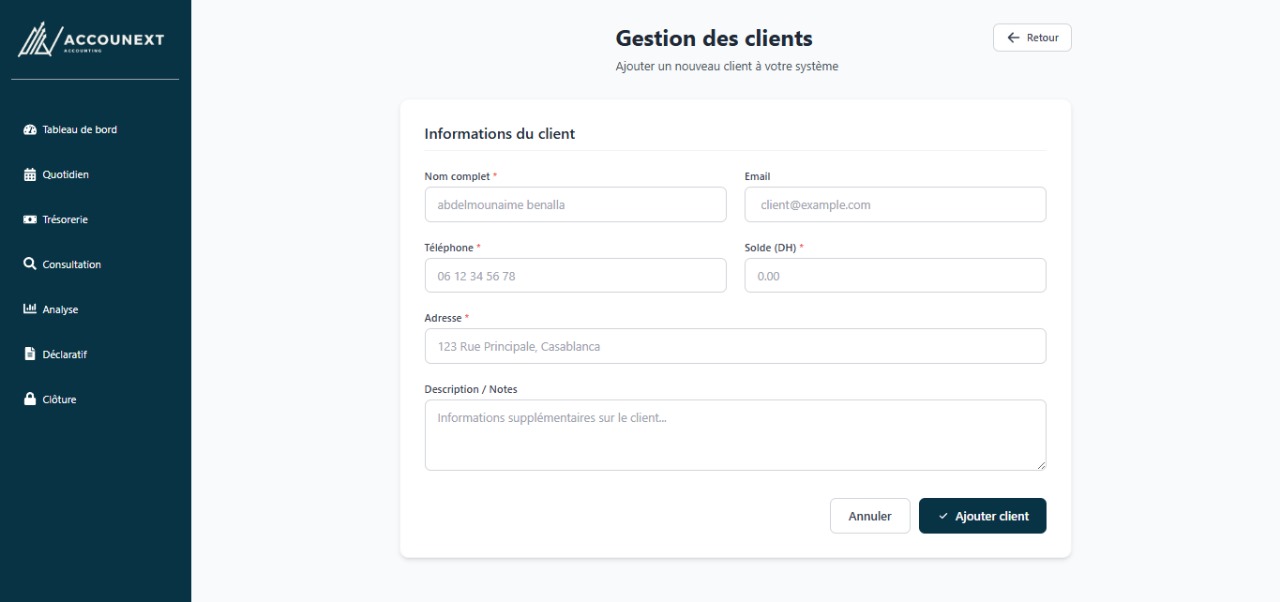 ACCOUNEXT
ACCOUNTING
Tableau de bord
Quotidien
Trésorerie
Consultation
Analyse
Déclaratif
Clôture
Gestion des clients
Ajouter un nouveau client à votre système
Retour
Informations du client
Nom complet *
abdelmounaime benalla
Email
client@example.com
Téléphone *
06 12 34 56 78
Solde (DH) *
0.00
Adresse *
123 Rue Principale, Casablanca
Description / Notes
Informations supplémentaires sur le client...
Annuler
Ajouter client